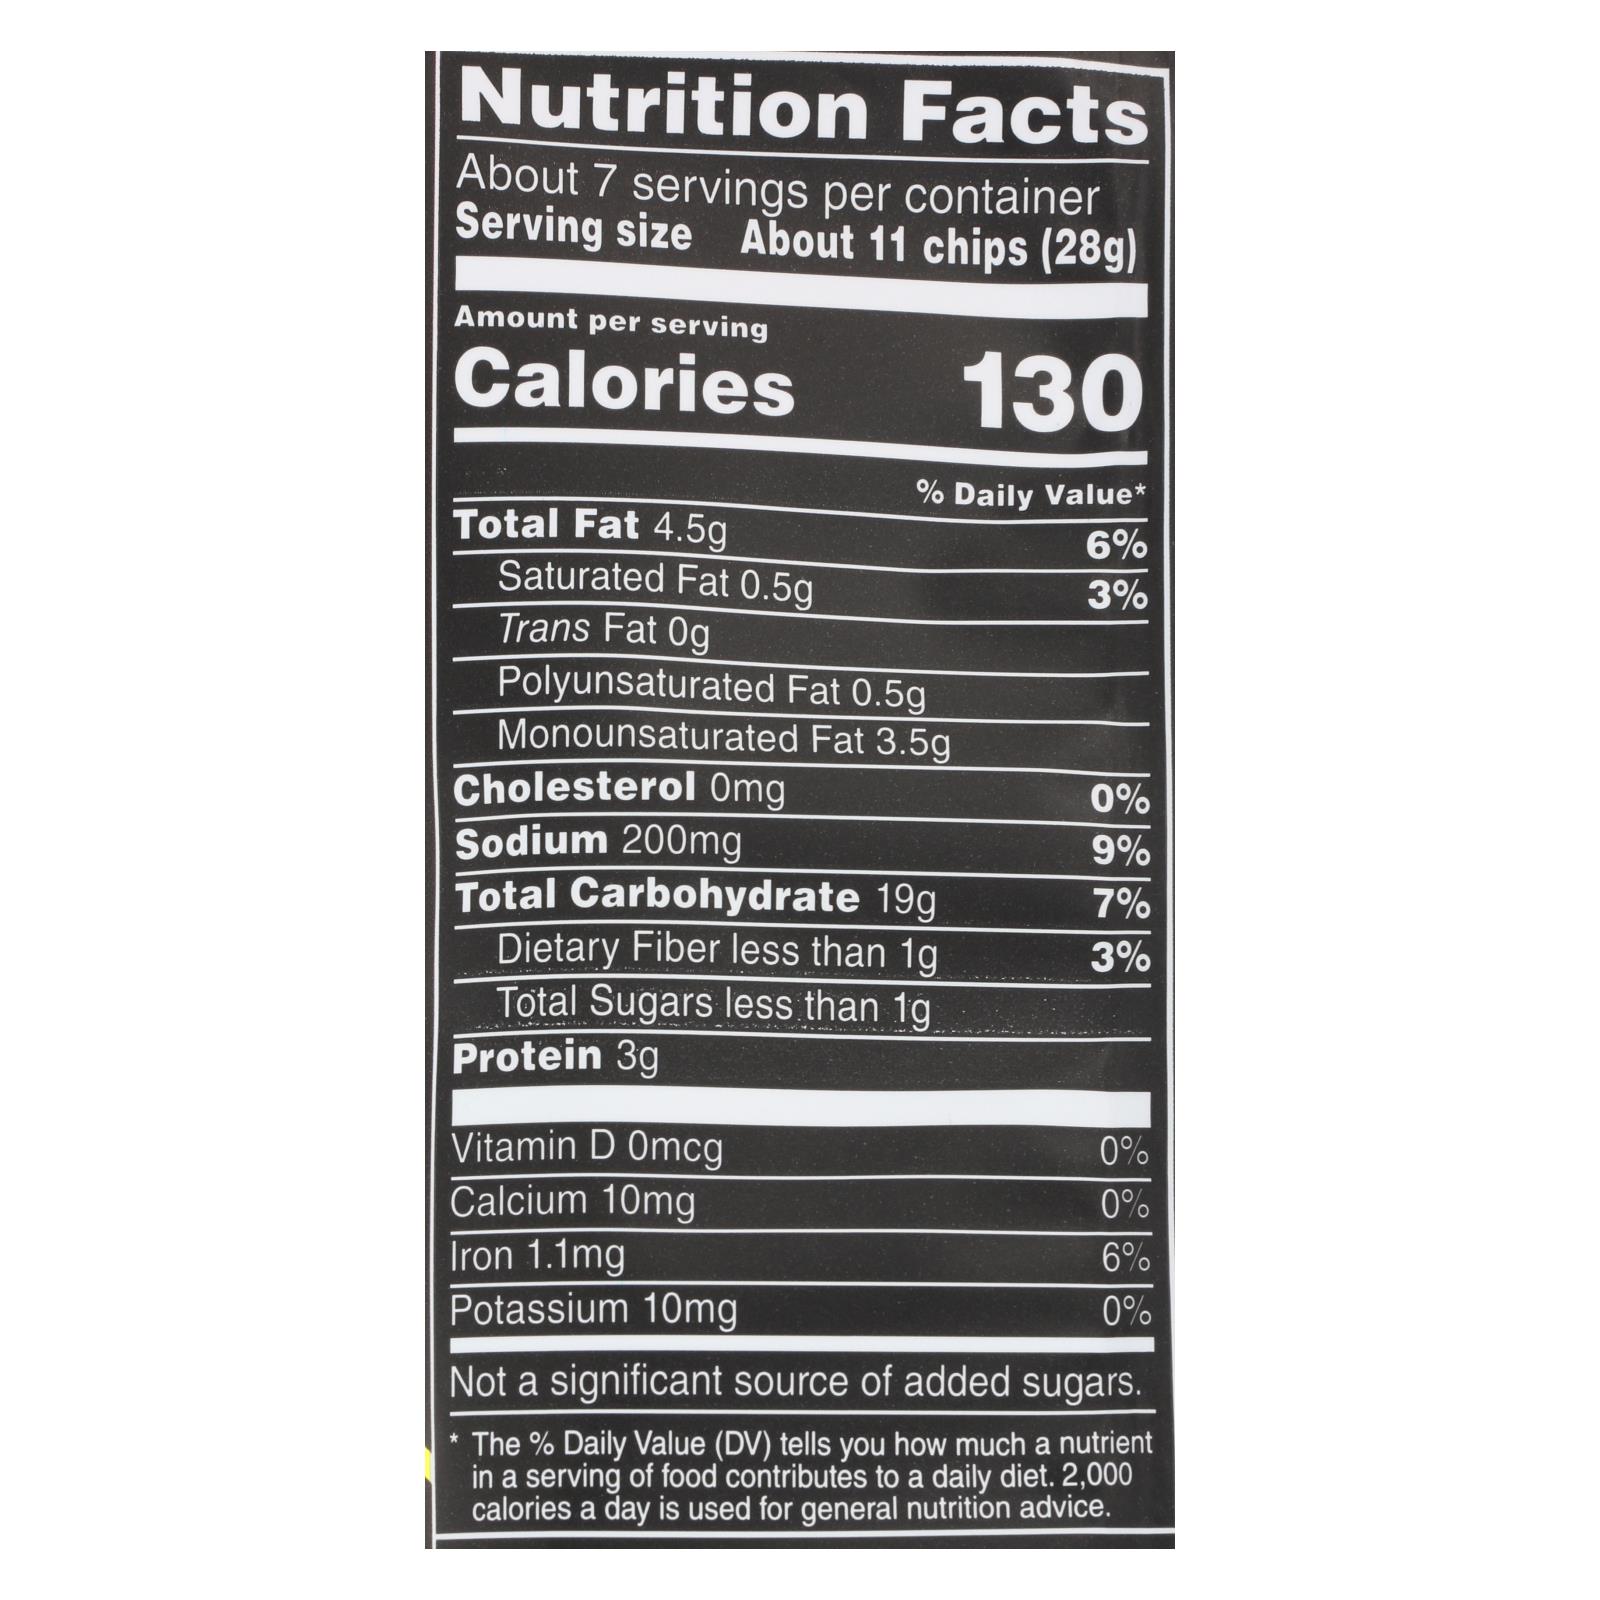 Nutrition Facts
About 7 servings per container
Serving size About 11 chips (28g)
Amount per serving
Calories 130
% Daily Value*
Total Fat 4.5g 6%
Saturated Fat 0.5g 3%
Trans Fat 0g
Polyunsaturated Fat 0.5g
Monounsaturated Fat 3.5g
Cholesterol 0mg 0%
Sodium 200mg 9%
Total Carbohydrate 19g 7%
Dietary Fiber less than 1g 3%
Total Sugars less than 1g
Protein 3g
Vitamin D 0mcg 0%
Calcium 10mg 0%
Iron 1.1mg 6%
Potassium 10mg 0%
Not a significant source of added sugars.
* The % Daily Value (DV) tells you how much a nutrient
in a serving of food contributes to a daily diet. 2,000
calories a day is used for general nutrition advice.